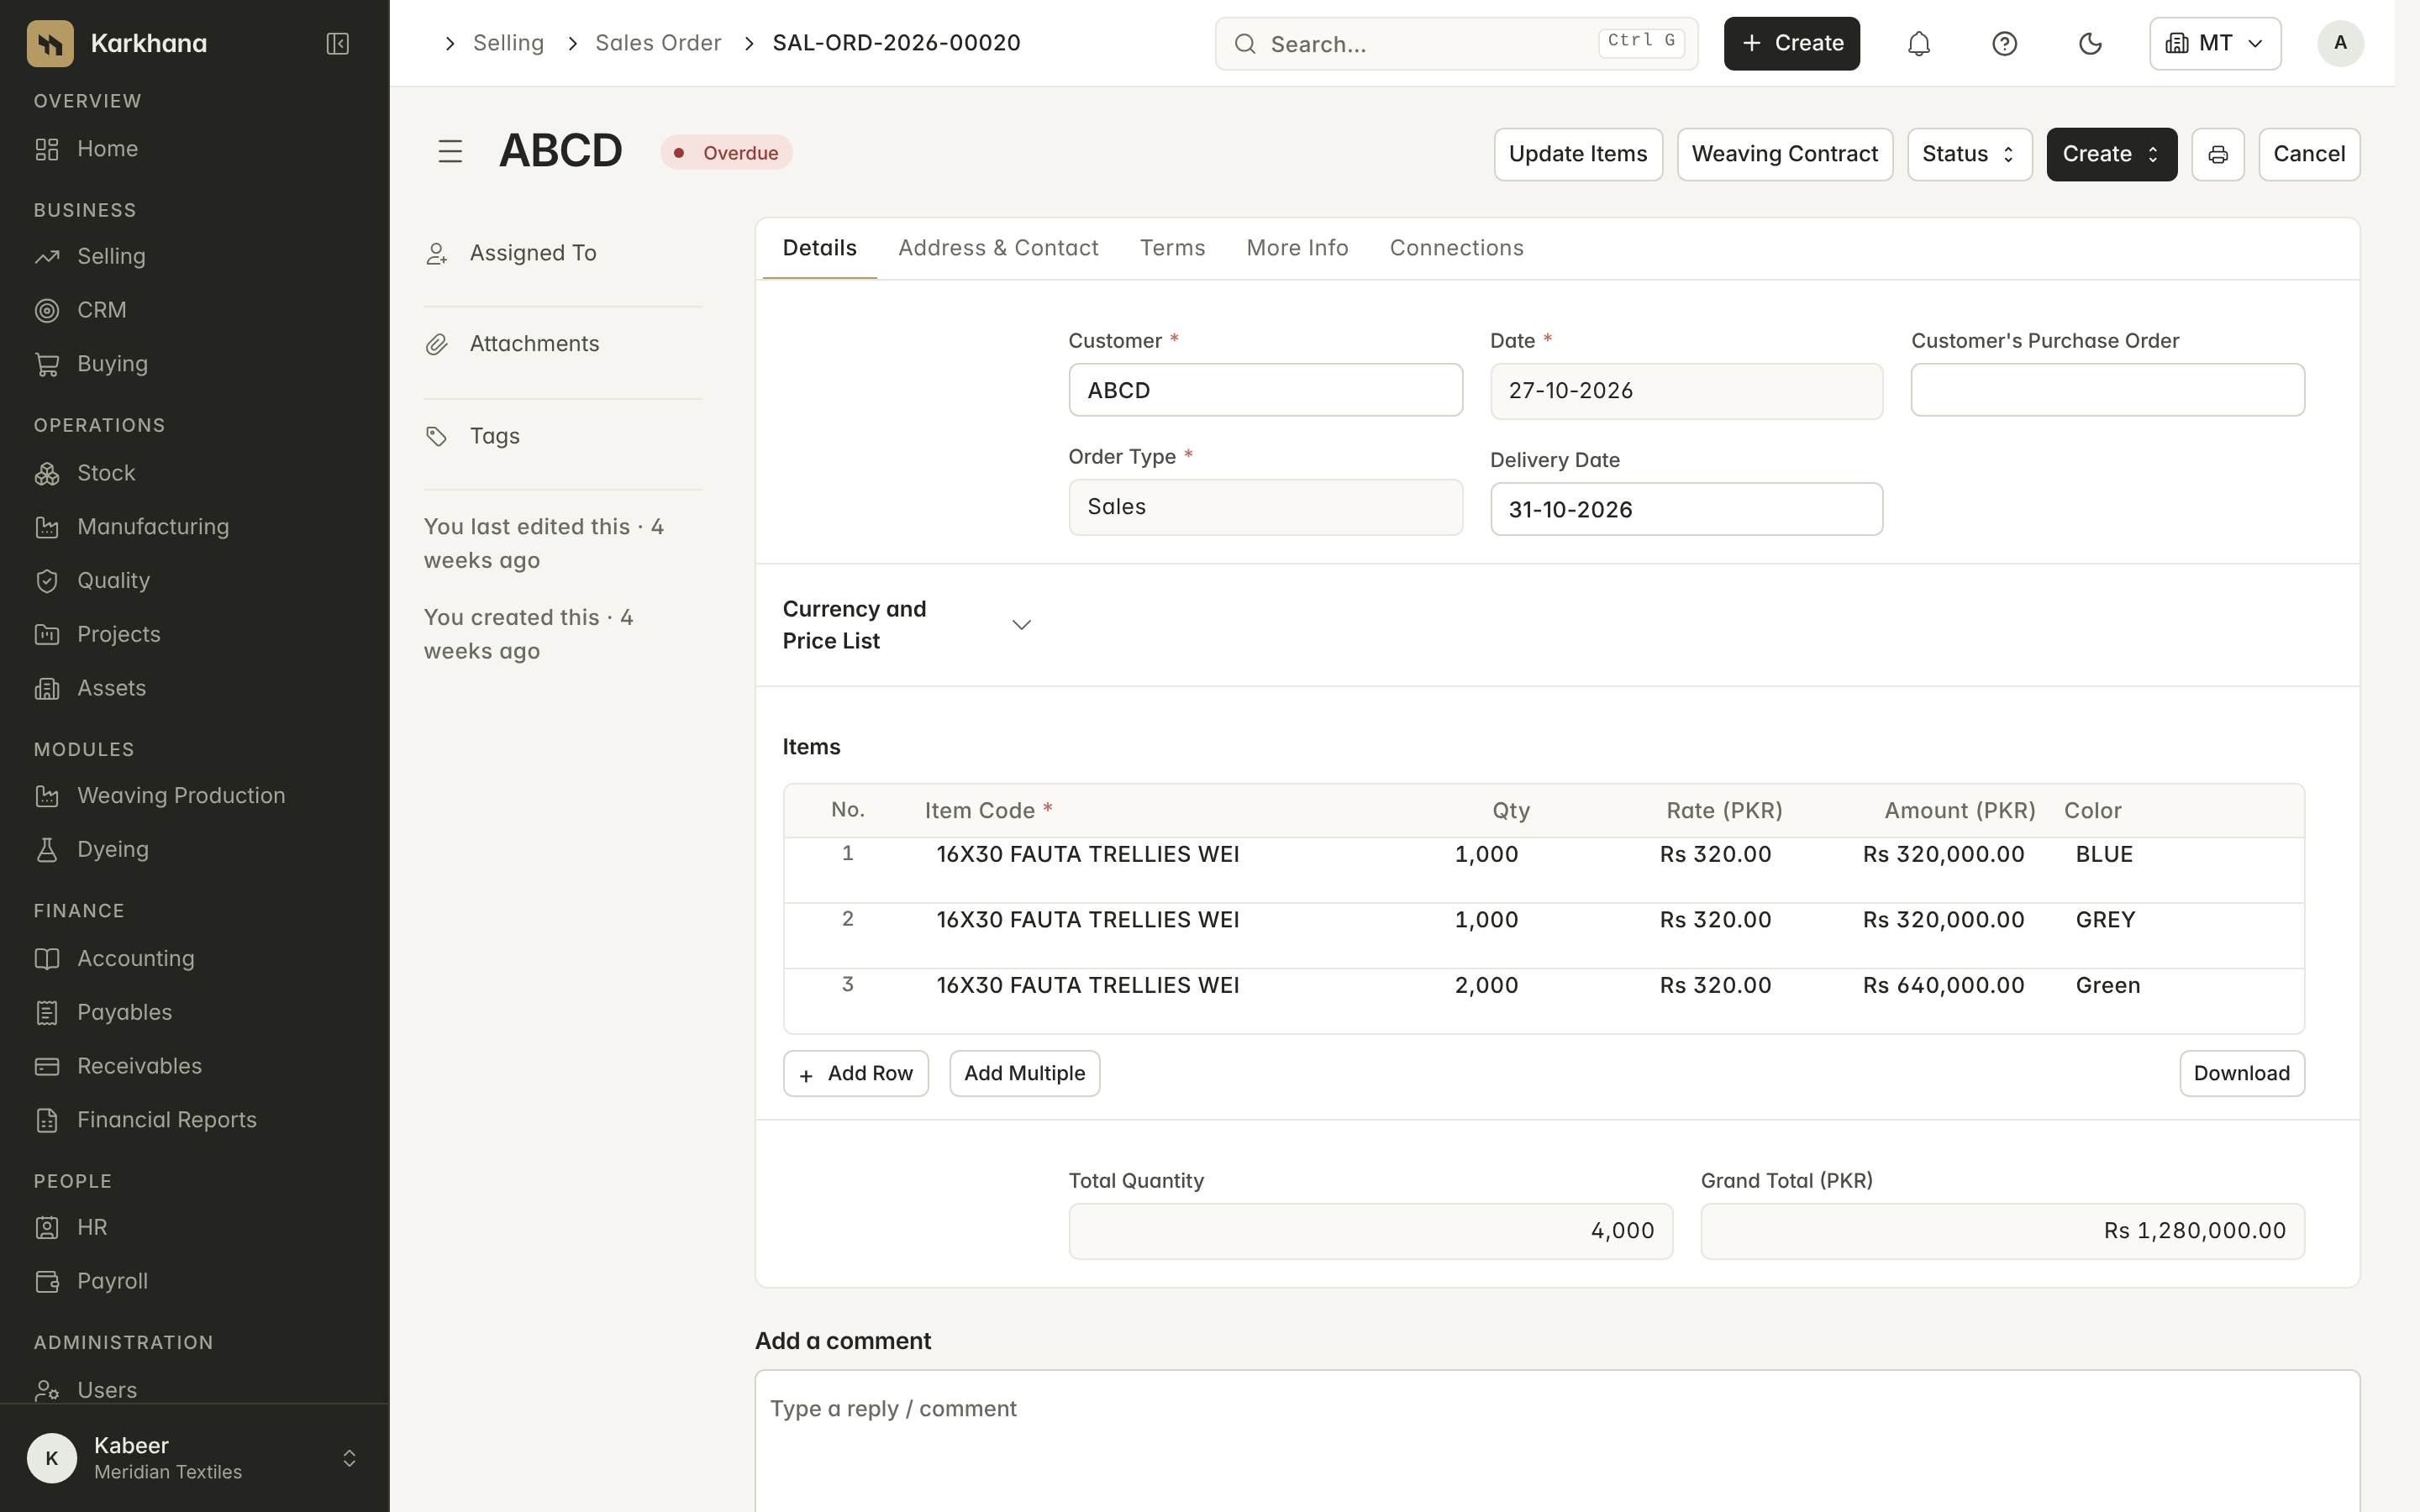 Karkhana
OVERVIEW
Home
BUSINESS
Selling
CRM
Buying
OPERATIONS
Stock
Manufacturing
Quality
Projects
Assets
MODULES
Weaving Production
Dyeing
FINANCE
Accounting
Payables
Receivables
Financial Reports
PEOPLE
HR
Payroll
ADMINISTRATION
Users
K
Kabeer
Meridian Textiles
Selling
Sales Order
SAL-ORD-2026-00020
Search...
Ctrl G
Create
MT
A
ABCD
Overdue
Update Items
Weaving Contract
Status
Create
Cancel
Assigned To
Attachments
Tags
You last edited this · 4
weeks ago
You created this · 4
weeks ago
Details
Address & Contact
Terms
More Info
Connections
Customer *
ABCD
Date *
27-10-2026
Customer's Purchase Order
Order Type *
Sales
Delivery Date
31-10-2026
Currency and
Price List
Items
No. Item Code * Qty Rate (PKR) Amount (PKR) Color
1 16X30 FAUTA TRELLIES WEI 1,000 Rs 320.00 Rs 320,000.00 BLUE
2 16X30 FAUTA TRELLIES WEI 1,000 Rs 320.00 Rs 320,000.00 GREY
3 16X30 FAUTA TRELLIES WEI 2,000 Rs 320.00 Rs 640,000.00 Green
+ Add Row
Add Multiple
Download
Total Quantity
4,000
Grand Total (PKR)
Rs 1,280,000.00
Add a comment
Type a reply / comment